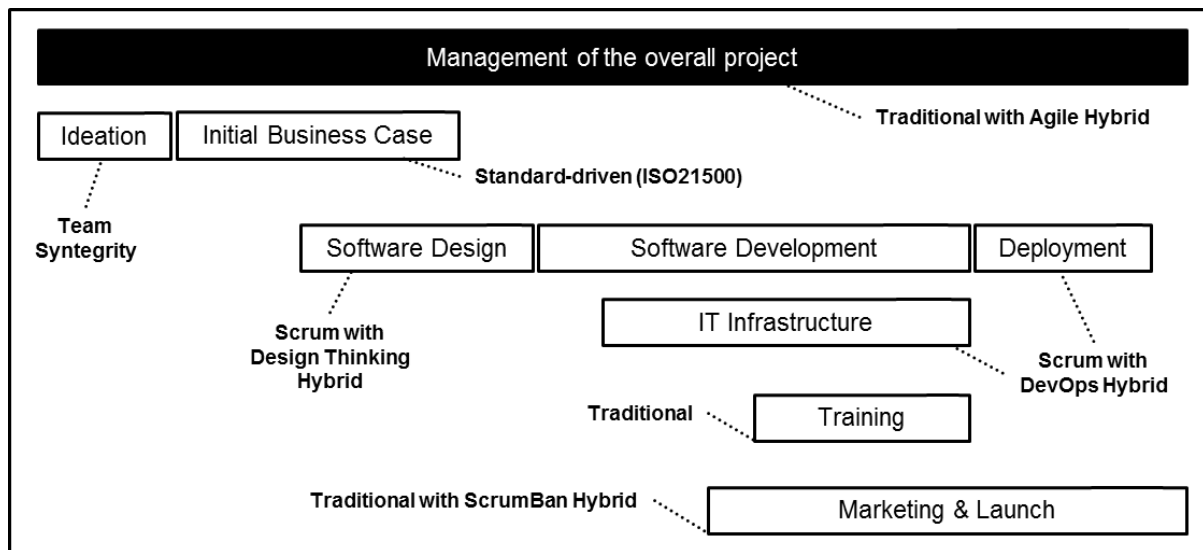 Management of the overall project
Traditional with Agile Hybrid
Ideation
Initial Business Case
Standard-driven (ISO21500)
Team
Syntegrity
Software Design
Software Development
Deployment
IT Infrastructure
Scrum with
Design Thinking
Hybrid
Scrum with
DevOps Hybrid
Traditional
Training
Traditional with ScrumBan Hybrid
Marketing & Launch